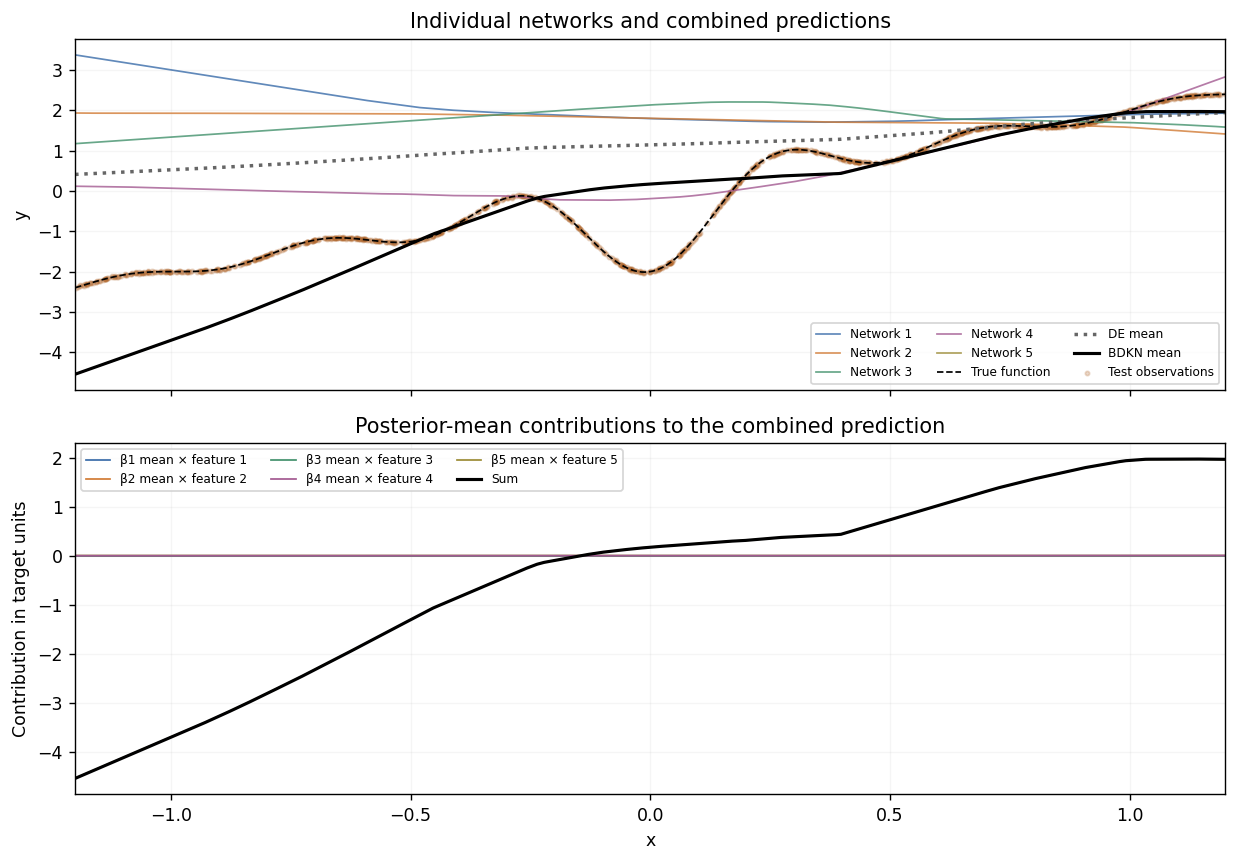 Individual networks and combined predictions
3
2
1
0
−1
−2
−3
−4
y
Network 1
Network 2
Network 3
Network 4
Network 5
True function
DE mean
BDKN mean
Test observations
Posterior-mean contributions to the combined prediction
β1 mean × feature 1
β2 mean × feature 2
β3 mean × feature 3
β4 mean × feature 4
β5 mean × feature 5
Sum
2
1
0
−1
−2
−3
−4
Contribution in target units
−1.0
−0.5
0.0
0.5
1.0
x